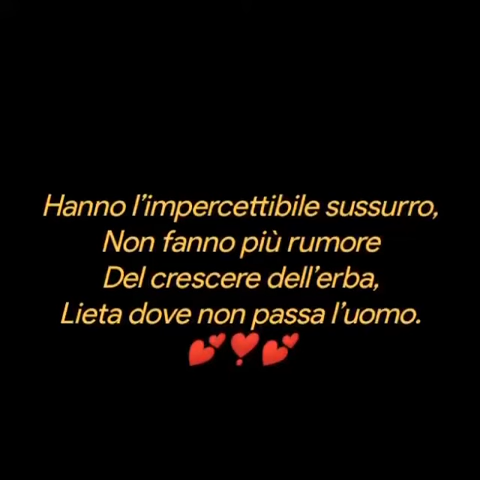 Hanno l’impercettibile sussurro,
Non fanno più rumore
Del crescere dell’erba,
Lieta dove non passa l’uomo.
💕❣️💕